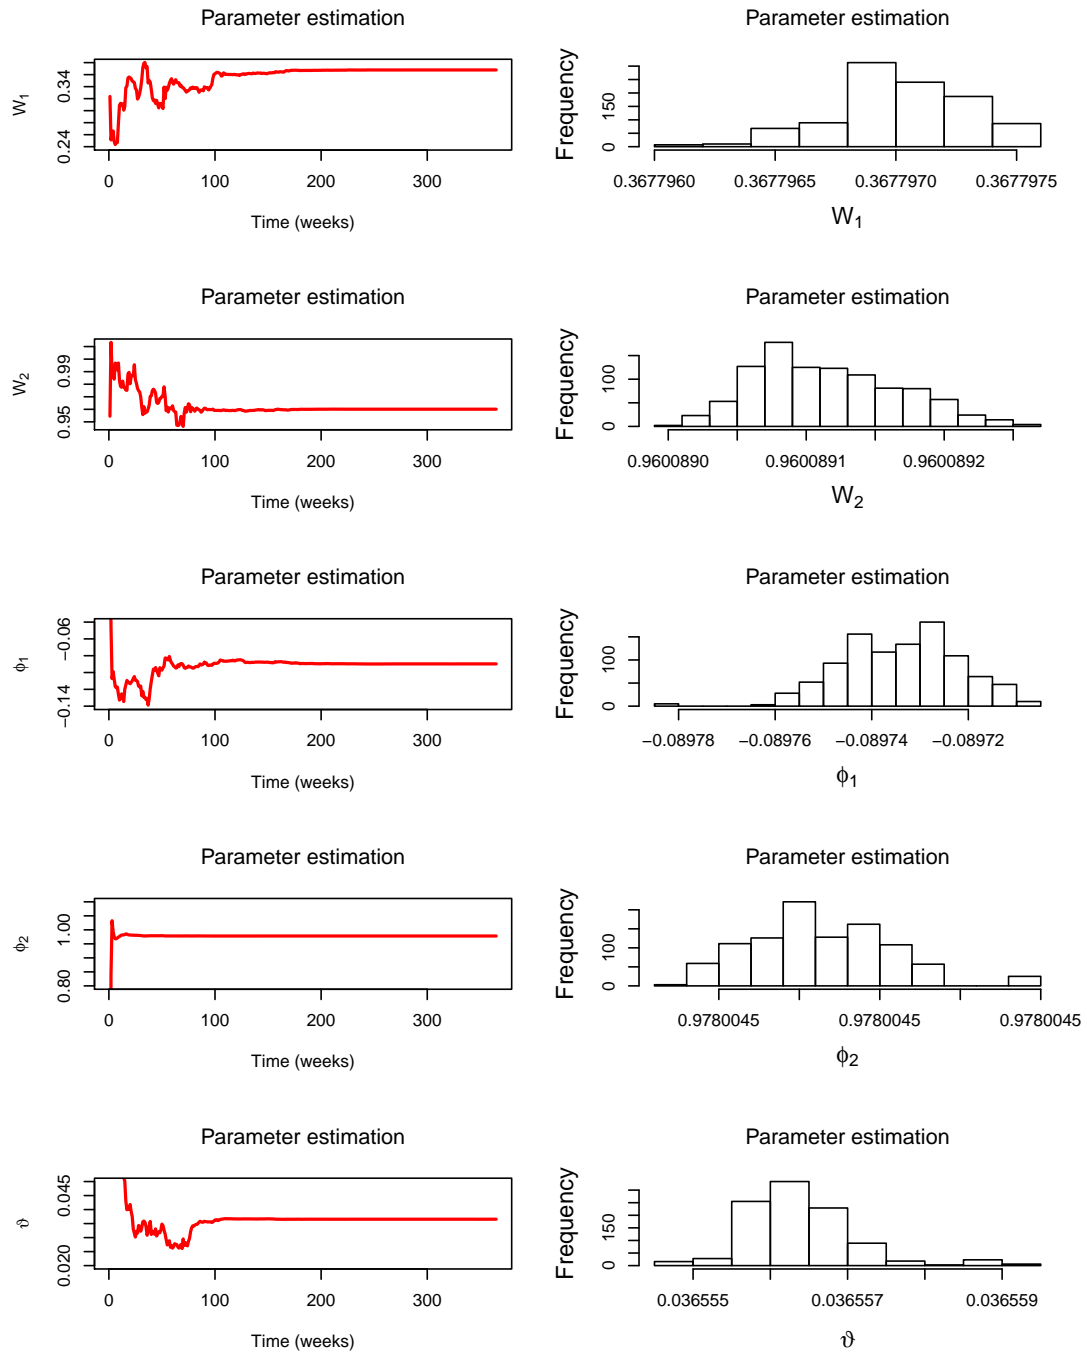 Parameter estimation
W1
0.24 0.34
0 100 200 300
Time (weeks)
Parameter estimation
Frequency
0 150
0.3677960 0.3677965 0.3677970 0.3677975
W1
Parameter estimation
W2
0.95 0.99
0 100 200 300
Time (weeks)
Parameter estimation
Frequency
0 100
0.9600890 0.9600891 0.9600892
W2
Parameter estimation
ϕ1
−0.14 −0.06
0 100 200 300
Time (weeks)
Parameter estimation
Frequency
0 100
−0.08978 −0.08976 −0.08974 −0.08972
ϕ1
Parameter estimation
ϕ2
0.80 1.00
0 100 200 300
Time (weeks)
Parameter estimation
Frequency
0 100
0.9780045 0.9780045 0.9780045
ϕ2
Parameter estimation
ϑ
0.020 0.045
0 100 200 300
Time (weeks)
Parameter estimation
Frequency
0 150
0.036555 0.036557 0.036559
ϑ